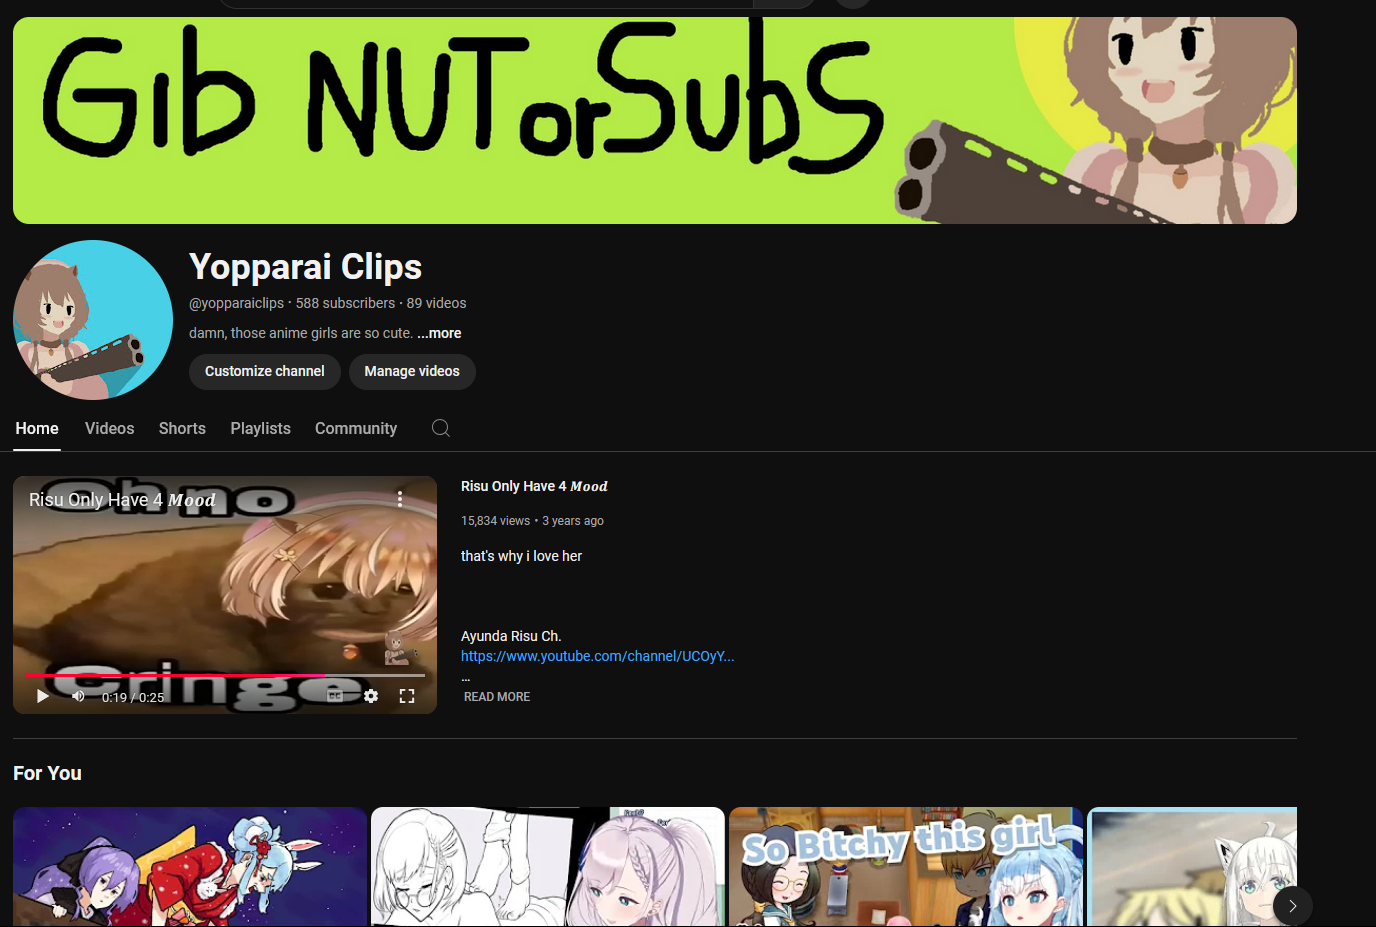 Gib NUT or Subs
Yopparai Clips
@yopparaiclips · 588 subscribers · 89 videos
damn, those anime girls are so cute. ...more
Customize channel
Manage videos
Home
Videos
Shorts
Playlists
Community
Oh no
Risu Only Have 4 𝑴𝒐𝒐𝒅
Cringe
0:19 / 0:25
Risu Only Have 4 𝑴𝒐𝒐𝒅
15,834 views · 3 years ago
that's why i love her
Ayunda Risu Ch.
https://www.youtube.com/channel/UCOyY...
...
READ MORE
For You
So Bitchy this girl